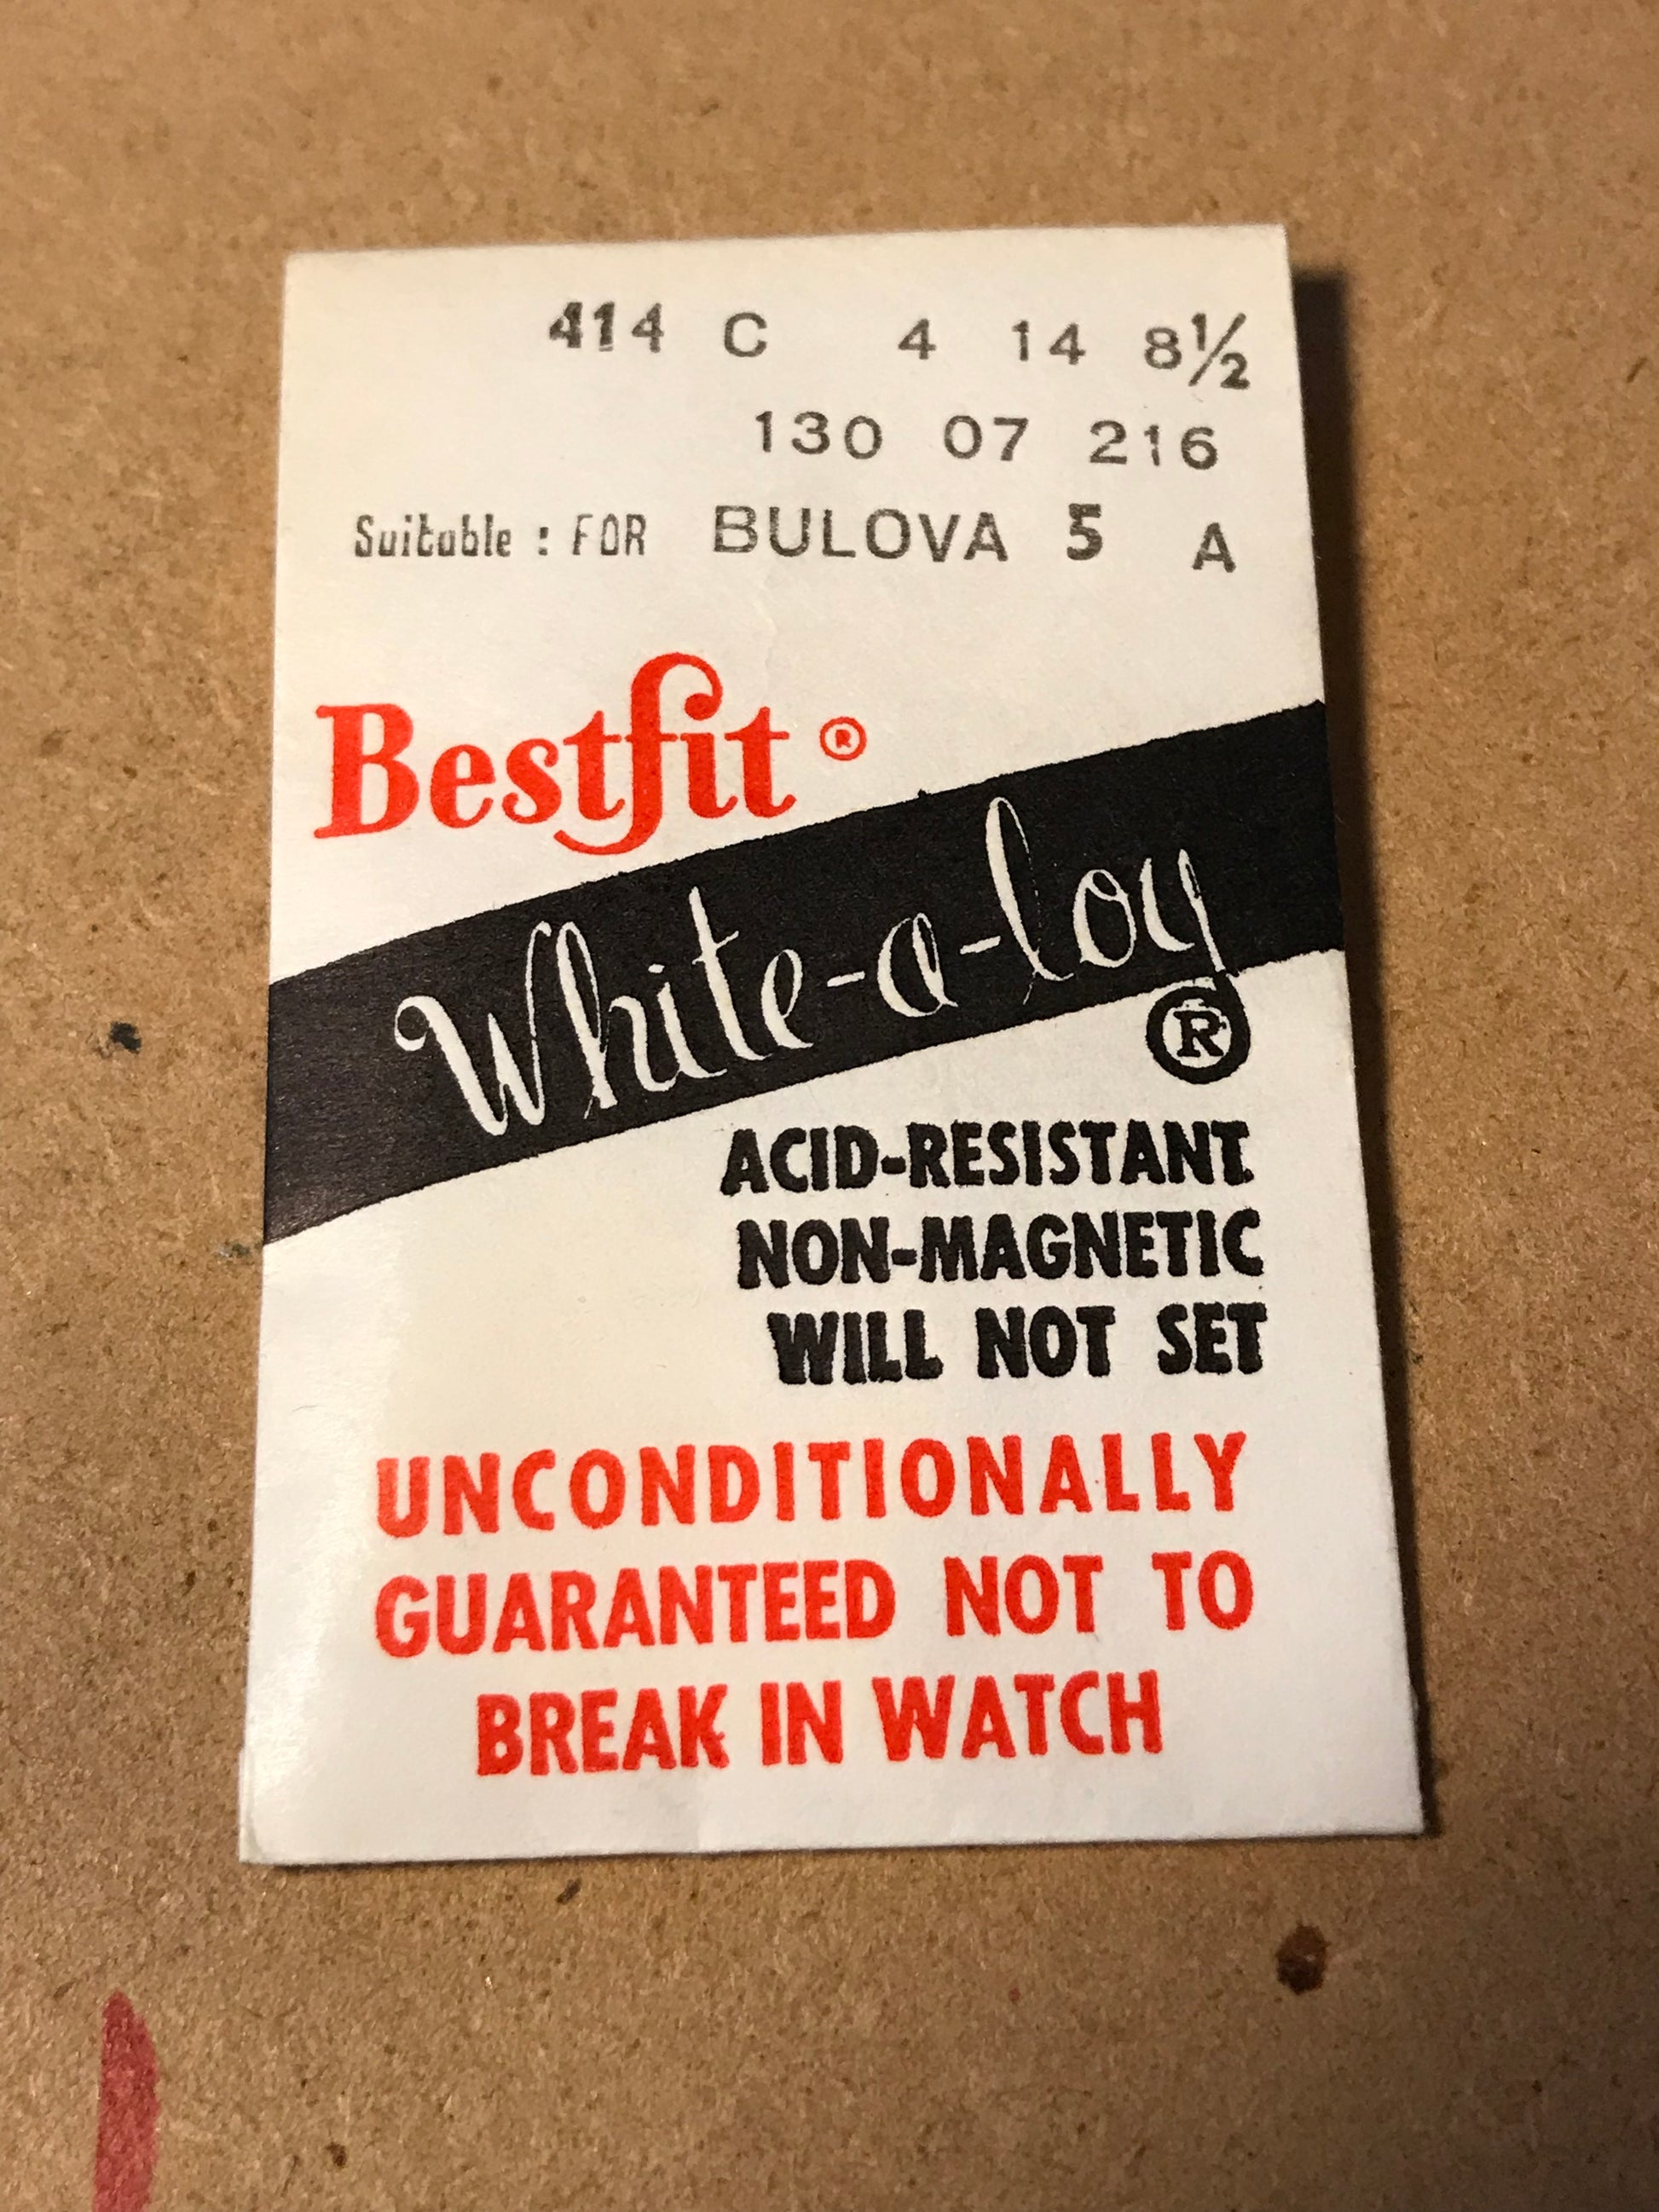 414 C 4 14 8½
130 07 216
Suitable : FOR BULOVA 5 A
Bestfit ®
White-a-loy
®
ACID-RESISTANT
NON-MAGNETIC
WILL NOT SET
UNCONDITIONALLY
GUARANTEED NOT TO
BREAK IN WATCH